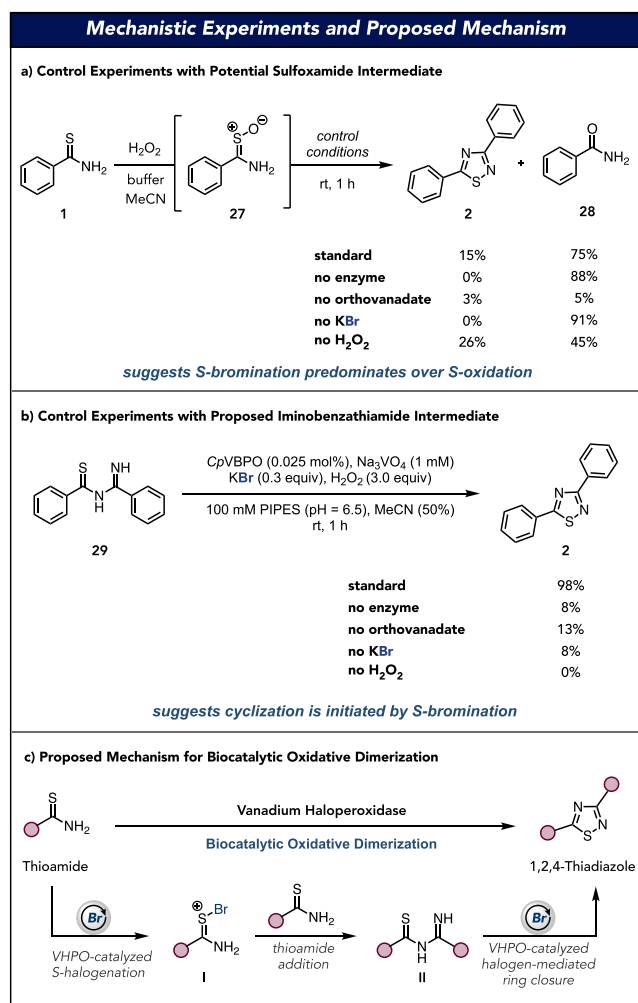 Mechanistic Experiments and Proposed Mechanism
a) Control Experiments with Potential Sulfoxamide Intermediate
S
NH₂
1
H₂O₂
buffer
MeCN
S⁺ O⁻
NH₂
27
control
conditions
rt, 1 h
N
N
S
2
+
O
NH₂
28
standard 15% 75%
no enzyme 0% 88%
no orthovanadate 3% 5%
no KBr 0% 91%
no H₂O₂ 26% 45%
suggests S-bromination predominates over S-oxidation
b) Control Experiments with Proposed Iminobenzathiamide Intermediate
S NH
N
H
29
CpVBPO (0.025 mol%), Na₃VO₄ (1 mM)
KBr (0.3 equiv), H₂O₂ (3.0 equiv)
100 mM PIPES (pH = 6.5), MeCN (50%)
rt, 1 h
N
N
S
2
standard 98%
no enzyme 8%
no orthovanadate 13%
no KBr 8%
no H₂O₂ 0%
suggests cyclization is initiated by S-bromination
c) Proposed Mechanism for Biocatalytic Oxidative Dimerization
S
NH₂
Thioamide
Vanadium Haloperoxidase
Biocatalytic Oxidative Dimerization
N
N
S
1,2,4-Thiadiazole
Br
VHPO-catalyzed
S-halogenation
S⁺ Br
NH₂
I
S
NH₂
thioamide
addition
S NH
N
H
II
Br
VHPO-catalyzed
halogen-mediated
ring closure